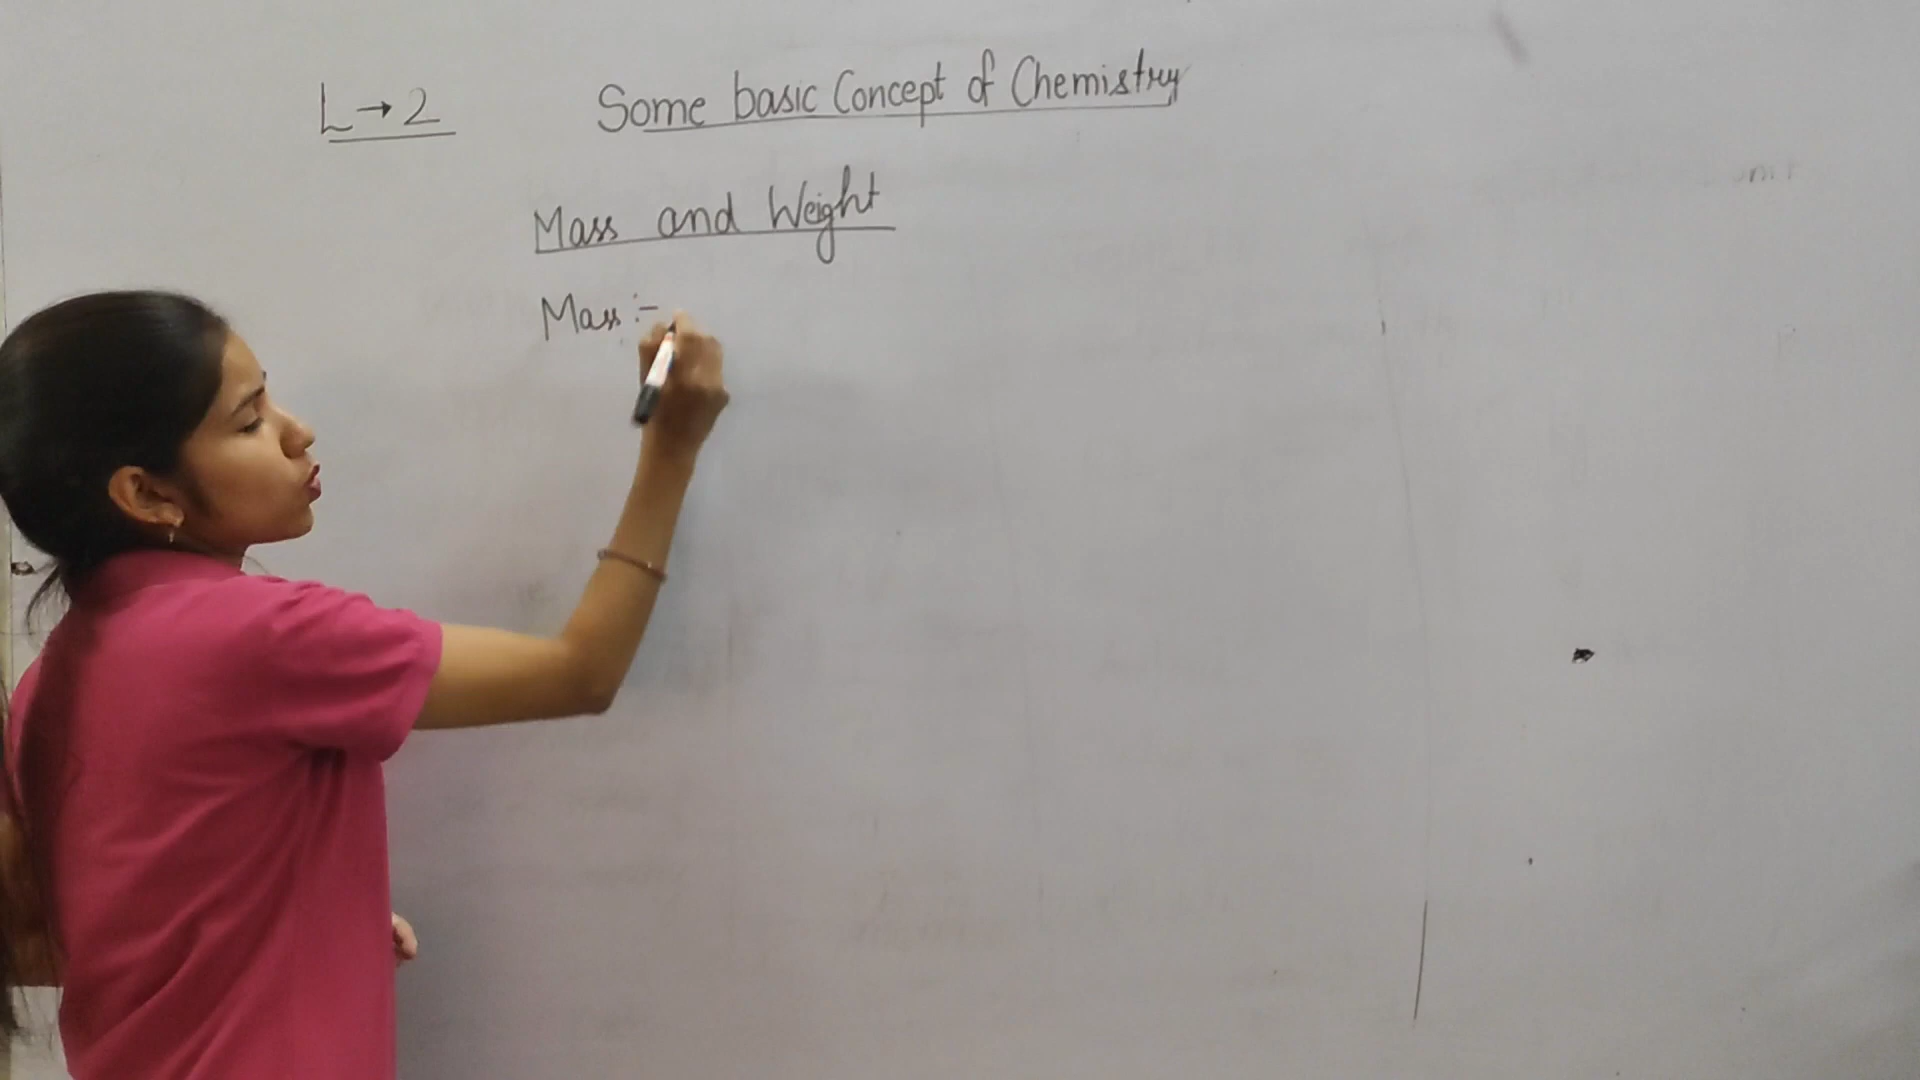 L → 2 Some basic Concept of Chemistry
Mass and Weight
Mass :-